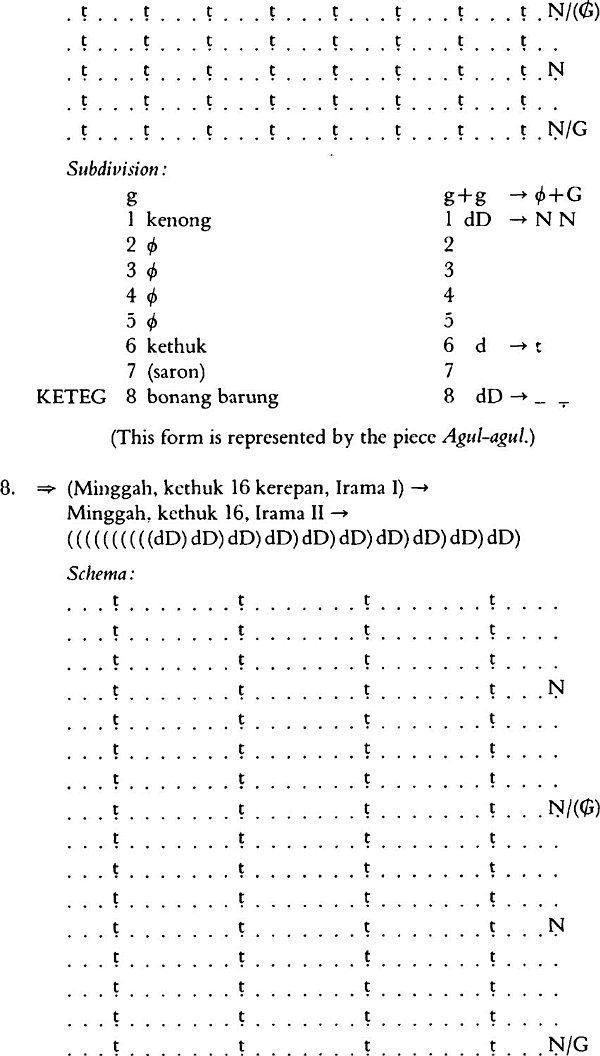 . ṭ . . . ṭ . . . ṭ . . . ṭ . . . ṭ . . . ṭ . . . ṭ . . . ṭ . Ṇ/(G̸)
. ṭ . . . ṭ . . . ṭ . . . ṭ . . . ṭ . . . ṭ . . . ṭ . . . ṭ . .
. ṭ . . . ṭ . . . ṭ . . . ṭ . . . ṭ . . . ṭ . . . ṭ . . . ṭ . Ṇ
. ṭ . . . ṭ . . . ṭ . . . ṭ . . . ṭ . . . ṭ . . . ṭ . . . ṭ . .
. ṭ . . . ṭ . . . ṭ . . . ṭ . . . ṭ . . . ṭ . . . ṭ . . . ṭ . Ṇ/G
Subdivision:
g g+g → ϕ+G
1 kenong 1 dD → N N
2 ϕ 2
3 ϕ 3
4 ϕ 4
5 ϕ 5
6 kethuk 6 d → t
7 (saron) 7
KETEG 8 bonang barung 8 dD → _ _̣
(This form is represented by the piece Agul-agul.)
8. ⇒ (Minggah, kethuk 16 kerepan, Irama I) →
Minggah, kethuk 16, Irama II →
((((((((((dD) dD) dD) dD) dD) dD) dD) dD) dD) dD)
Schema:
. . . ṭ . . . . . . . ṭ . . . . . . . ṭ . . . . . . . ṭ . . . .
. . . ṭ . . . . . . . ṭ . . . . . . . ṭ . . . . . . . ṭ . . . .
. . . ṭ . . . . . . . ṭ . . . . . . . ṭ . . . . . . . ṭ . . . .
. . . ṭ . . . . . . . ṭ . . . . . . . ṭ . . . . . . . ṭ . . . Ṇ
. . . ṭ . . . . . . . ṭ . . . . . . . ṭ . . . . . . . ṭ . . . .
. . . ṭ . . . . . . . ṭ . . . . . . . ṭ . . . . . . . ṭ . . . .
. . . ṭ . . . . . . . ṭ . . . . . . . ṭ . . . . . . . ṭ . . . .
. . . ṭ . . . . . . . ṭ . . . . . . . ṭ . . . . . . . ṭ . . . Ṇ/(G̸)
. . . ṭ . . . . . . . ṭ . . . . . . . ṭ . . . . . . . ṭ . . . .
. . . ṭ . . . . . . . ṭ . . . . . . . ṭ . . . . . . . ṭ . . . .
. . . ṭ . . . . . . . ṭ . . . . . . . ṭ . . . . . . . ṭ . . . .
. . . ṭ . . . . . . . ṭ . . . . . . . ṭ . . . . . . . ṭ . . . Ṇ
. . . ṭ . . . . . . . ṭ . . . . . . . ṭ . . . . . . . ṭ . . . .
. . . ṭ . . . . . . . ṭ . . . . . . . ṭ . . . . . . . ṭ . . . .
. . . ṭ . . . . . . . ṭ . . . . . . . ṭ . . . . . . . ṭ . . . .
. . . ṭ . . . . . . . ṭ . . . . . . . ṭ . . . . . . . ṭ . . . Ṇ/G